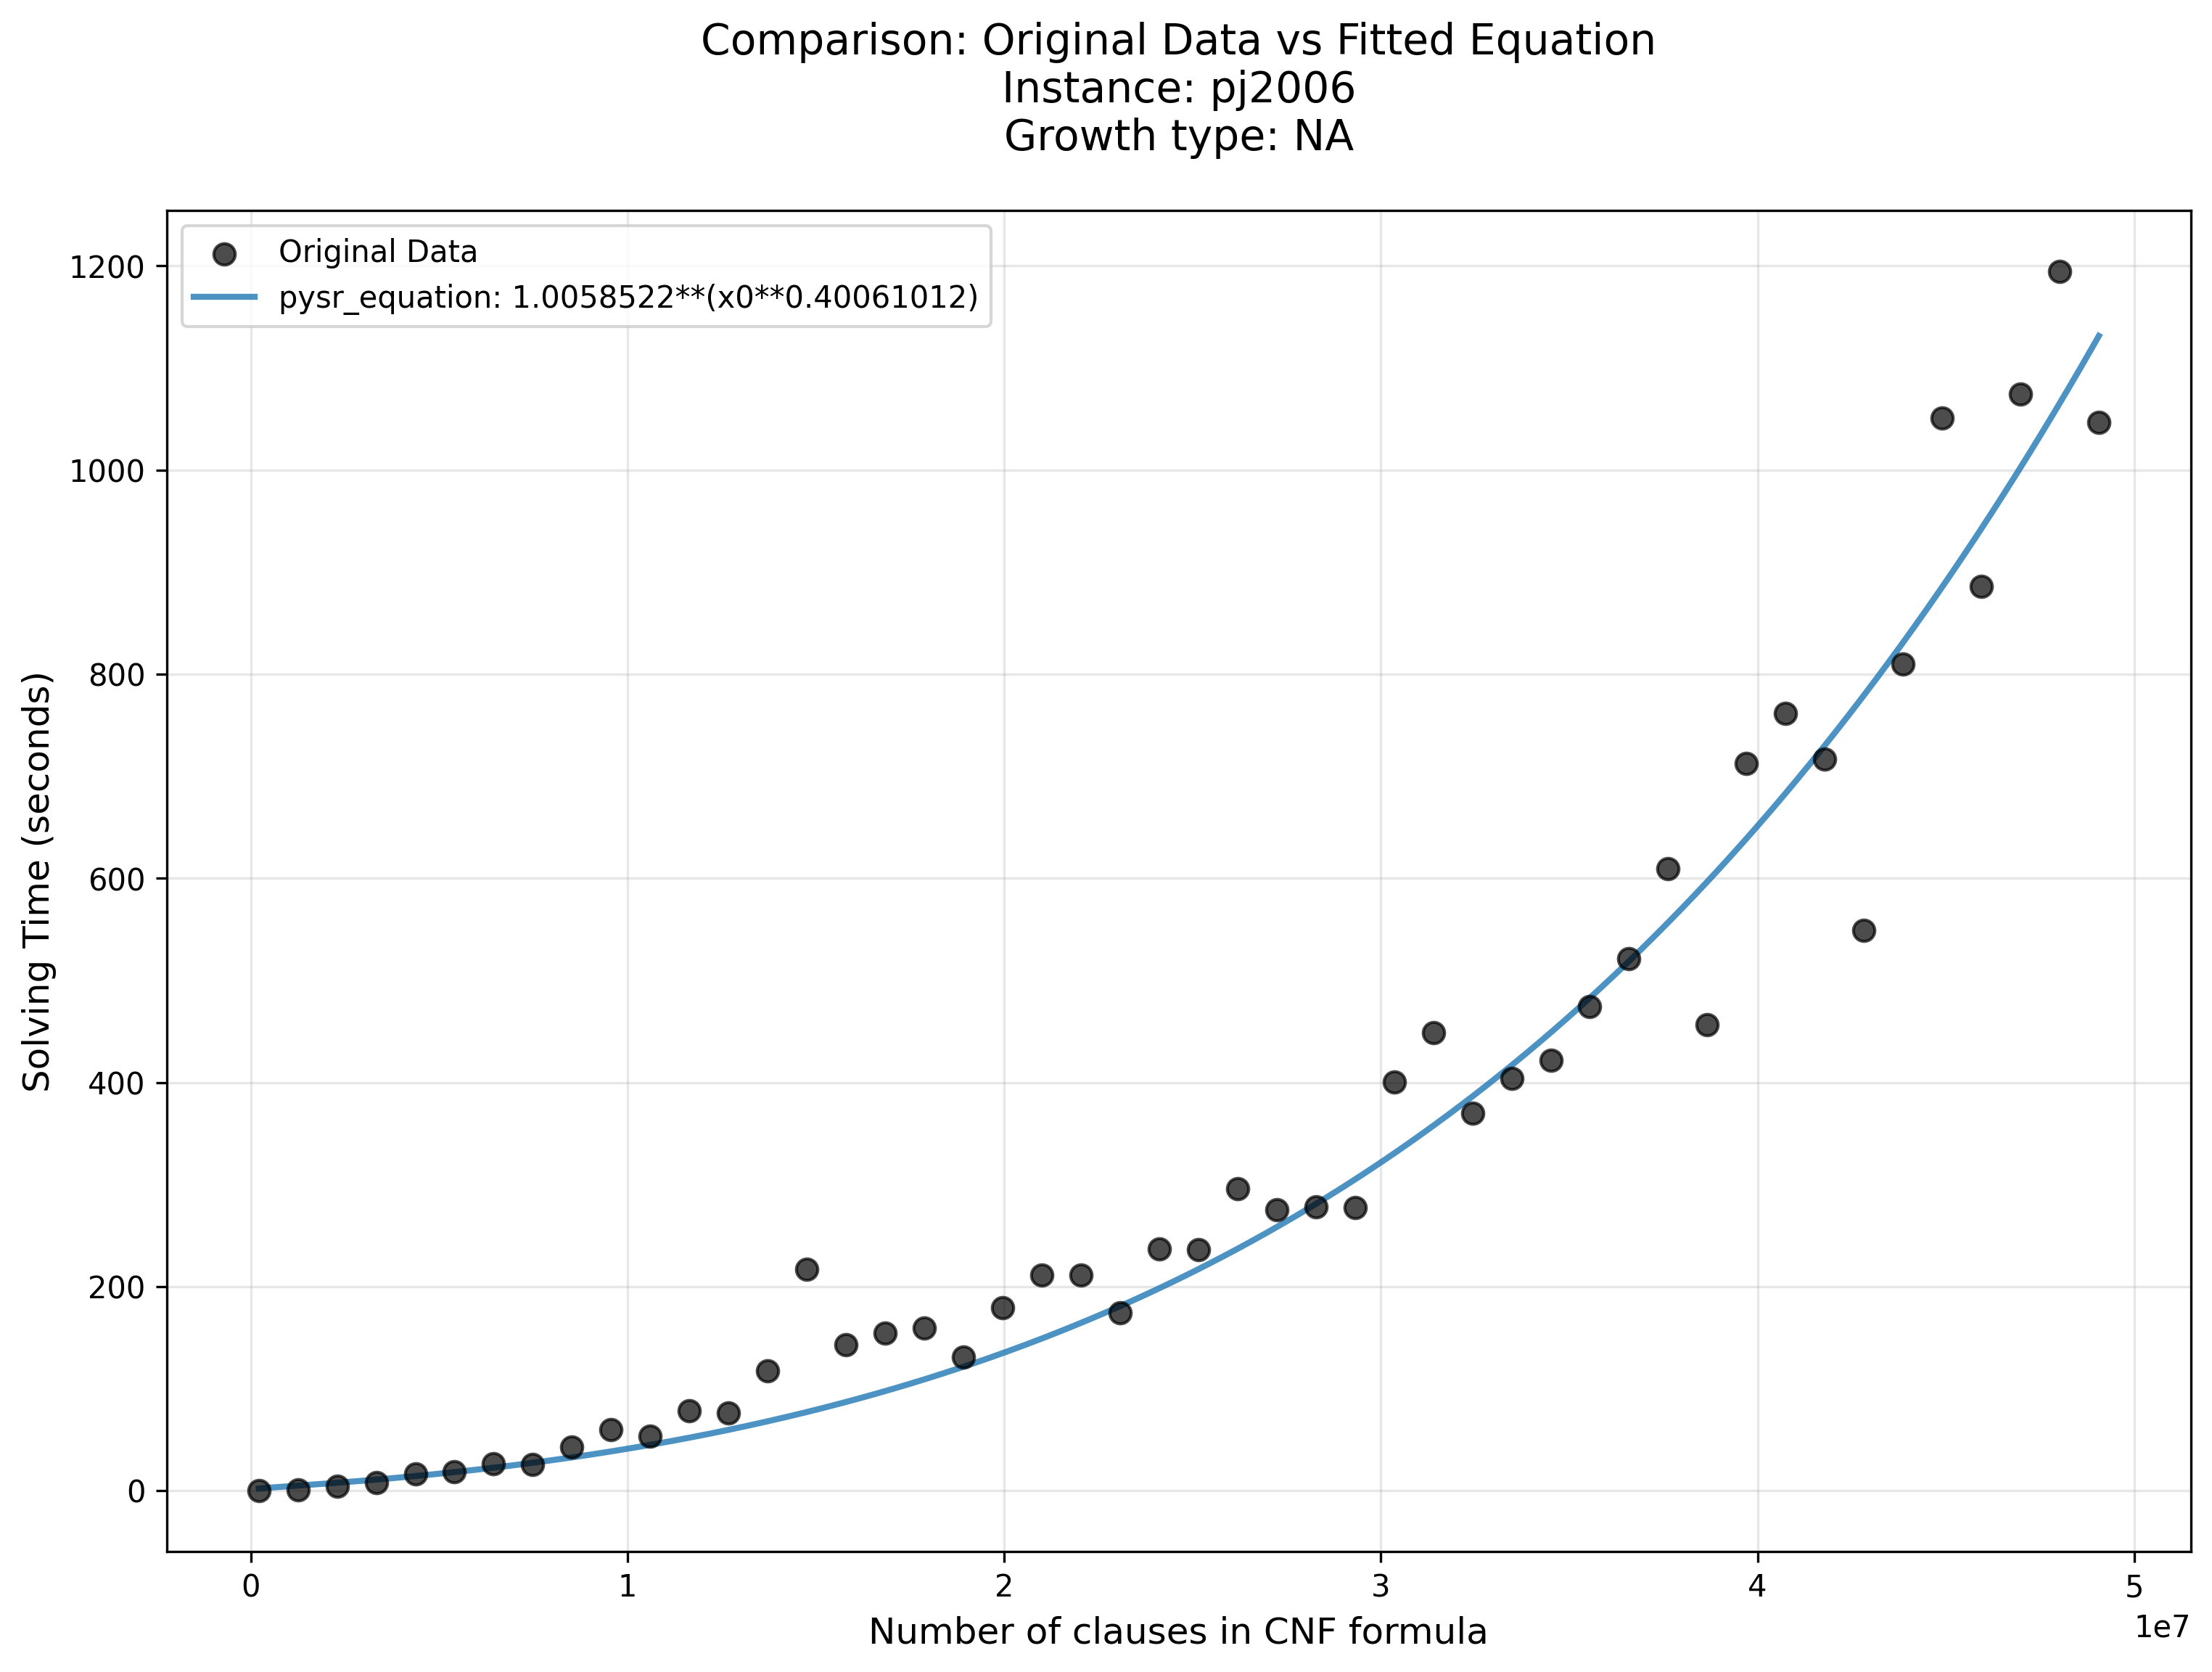 Comparison: Original Data vs Fitted Equation
Instance: pj2006
Growth type: NA
Original Data
pysr_equation: 1.0058522**(x0**0.40061012)
1200
1000
800
600
400
200
0
Solving Time (seconds)
0 1 2 3 4 5
1e7
Number of clauses in CNF formula